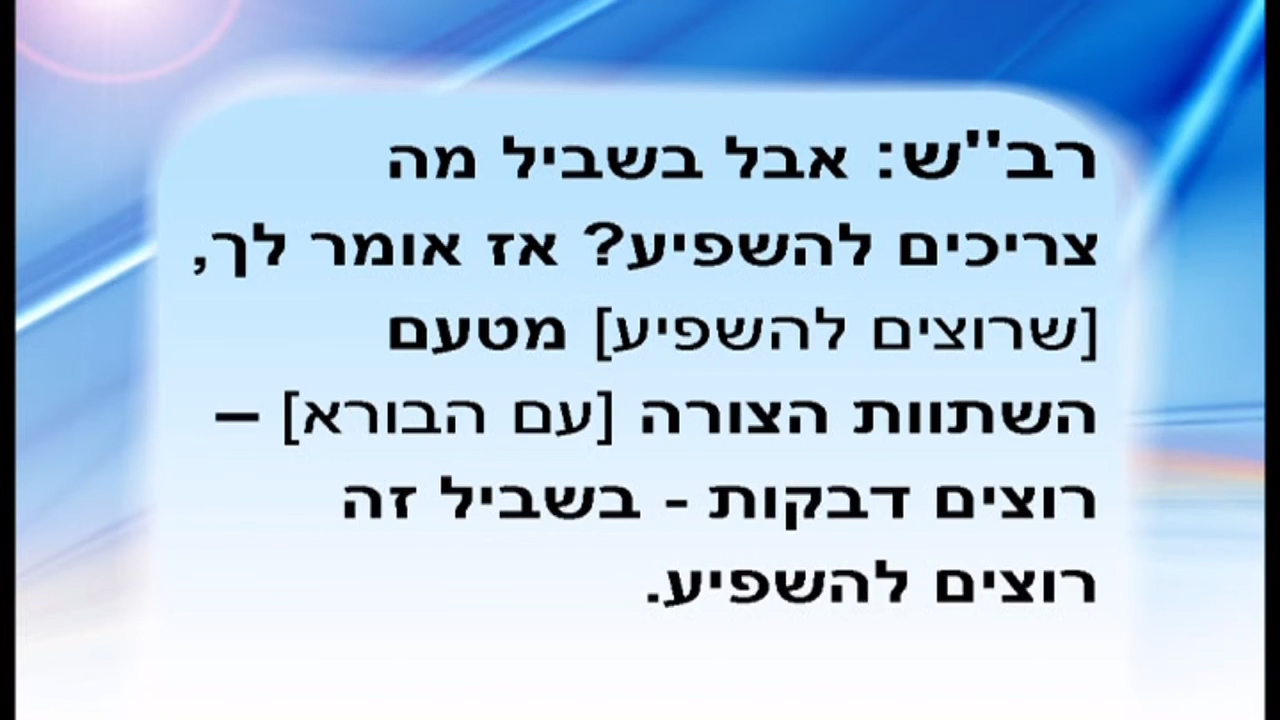 רב''ש: אבל בשביל מה
צריכים להשפיע? אז אומר לך,
[שרוצים להשפיע] מטעם
השתוות הצורה [עם הבורא] –
רוצים דבקות - בשביל זה
רוצים להשפיע.